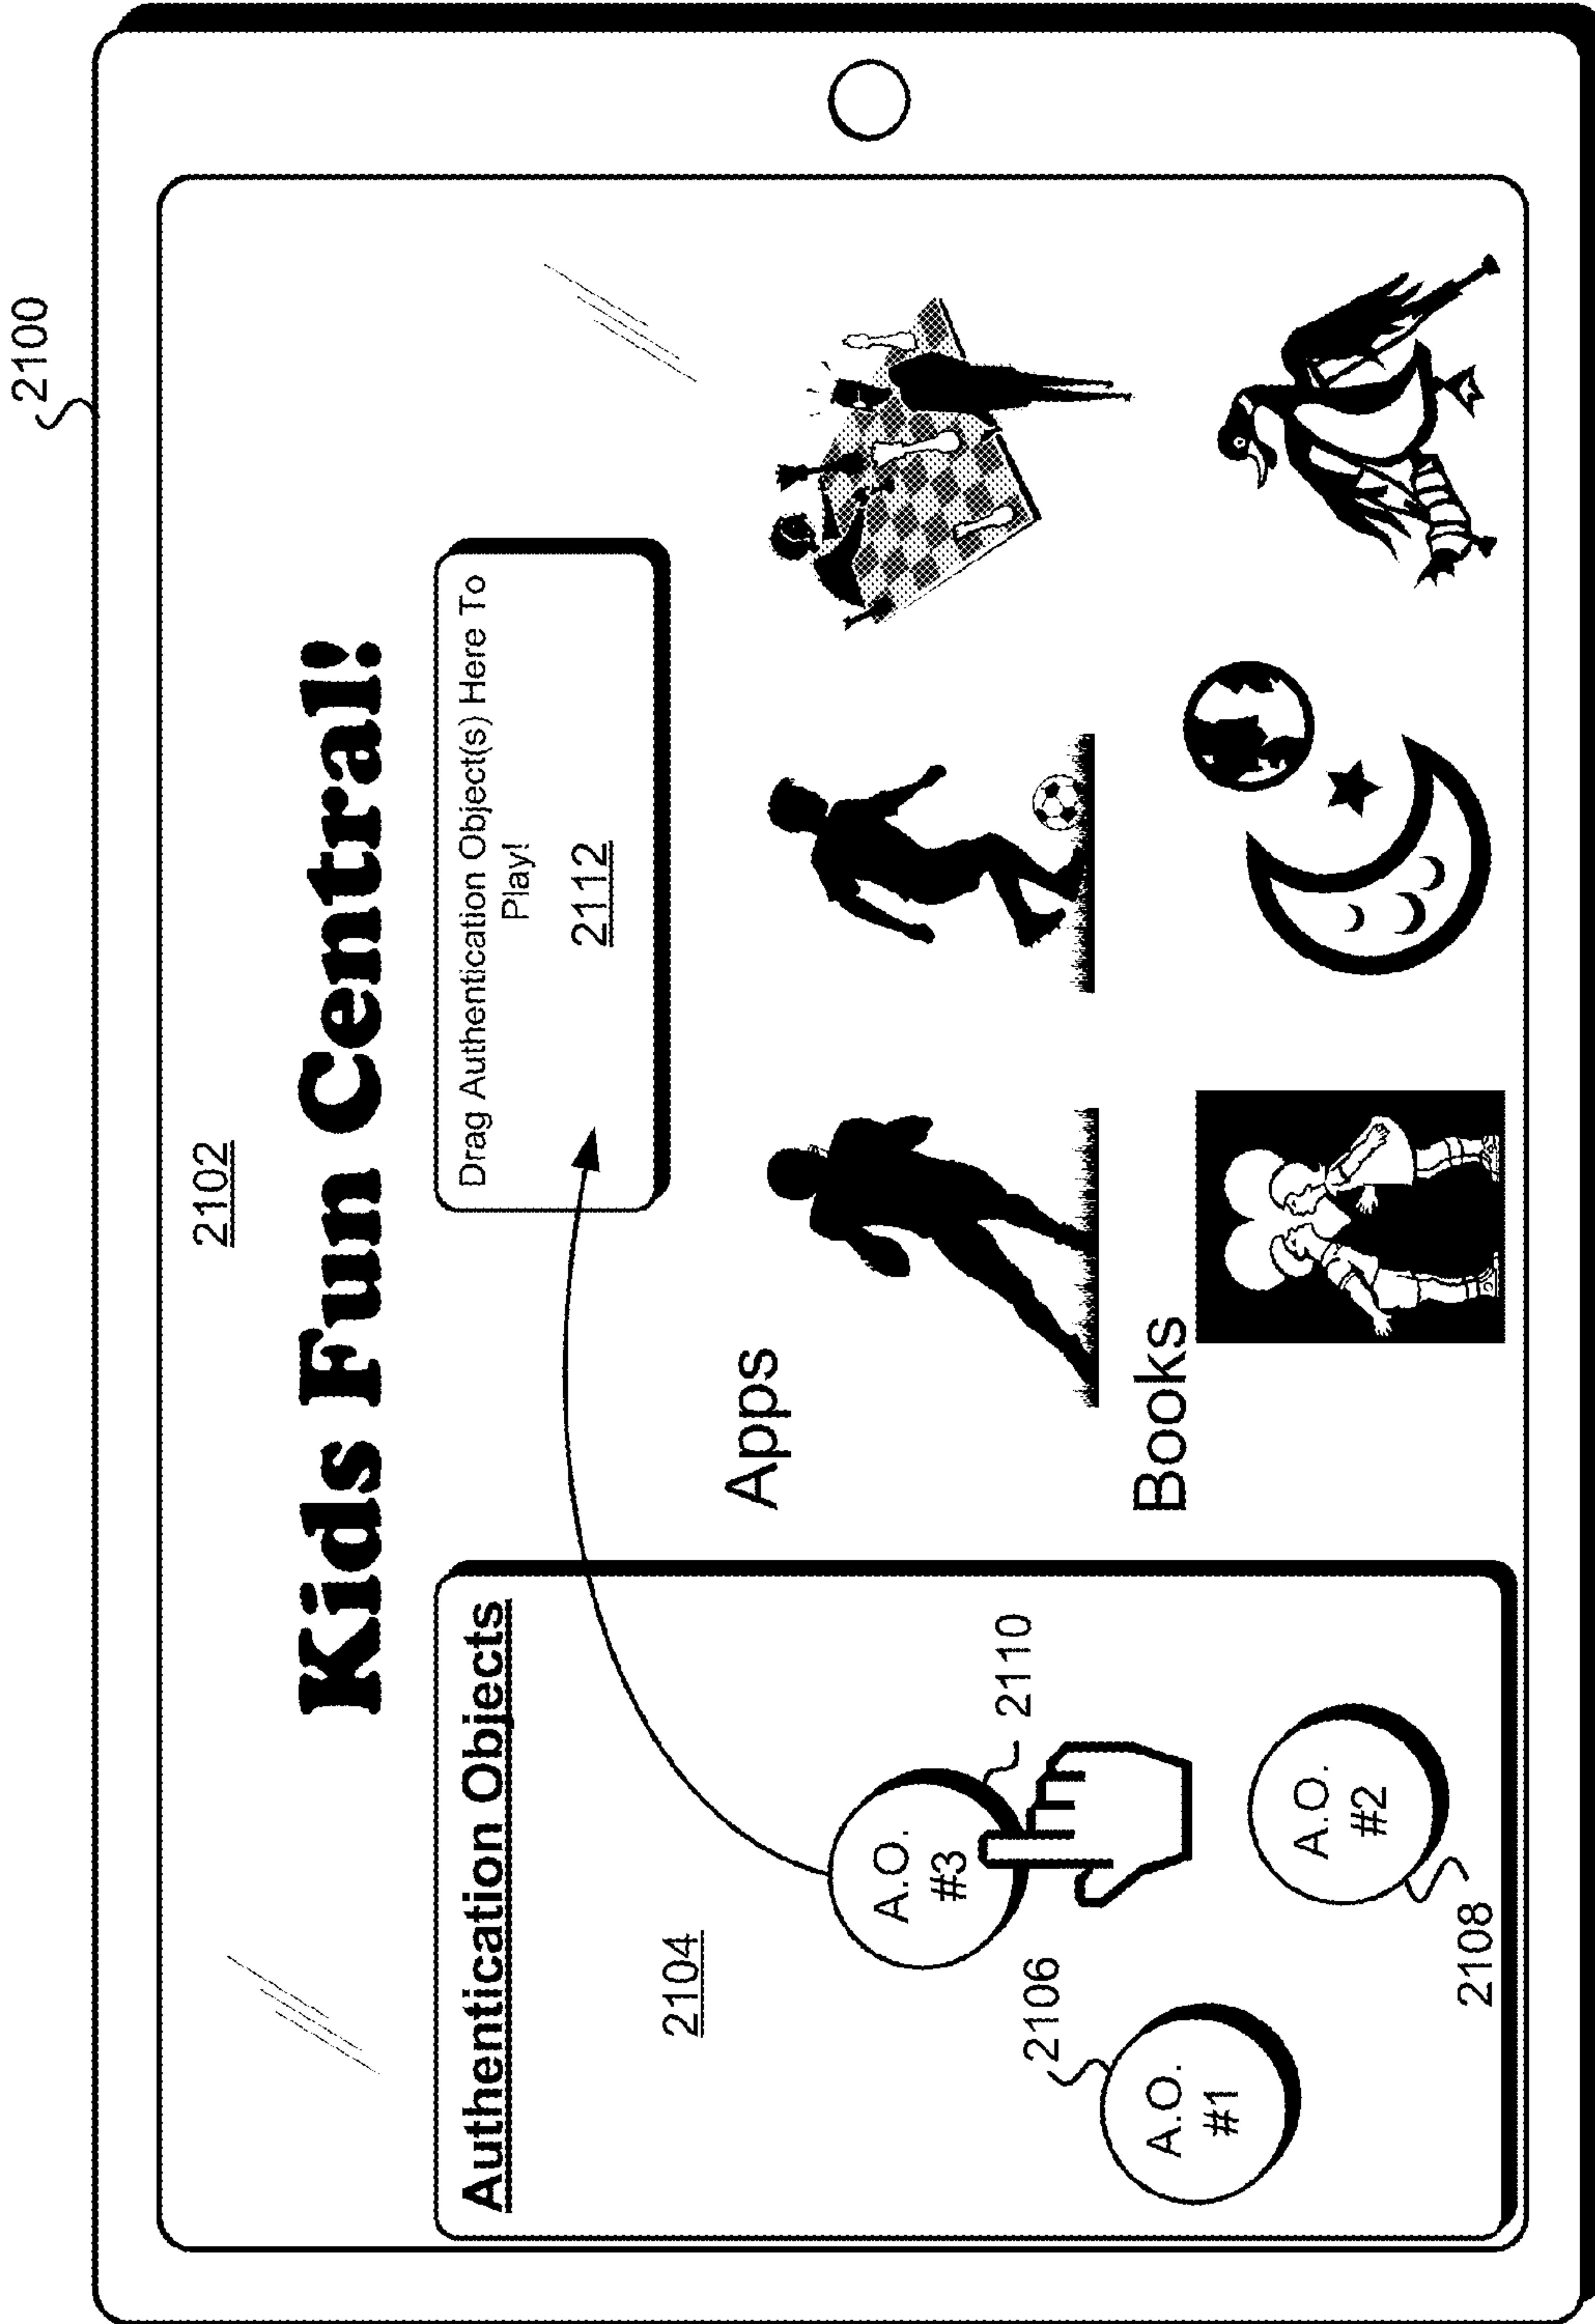 2100
2102
Kids Fun Central!
Authentication Objects
Drag Authentication Object(s) Here To
Play!
2112
2104
A.O.
#3
2110
2106
A.O.
#1
A.O.
#2
2108
Apps
Books